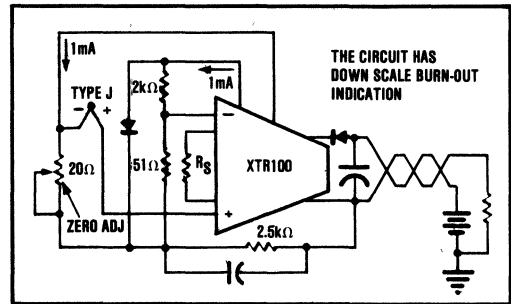 1mA
THE CIRCUIT HAS
DOWN SCALE BURN-OUT
INDICATION
TYPE J
2kΩ
1mA
- +
−
20Ω
51Ω
RS
XTR100
+
ZERO ADJ
2.5kΩ